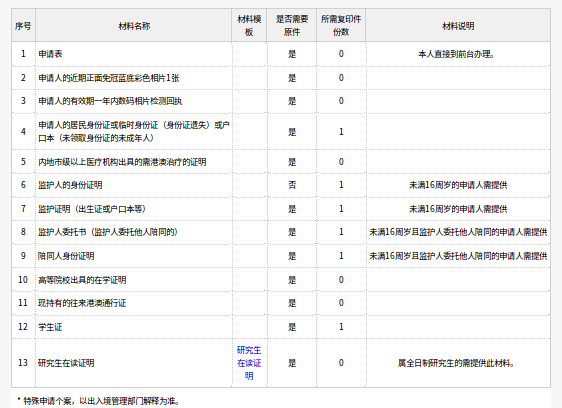 序号 材料名称 材料模板 是否需要原件 所需复印件份数 材料说明
1 申请表 是 0 本人直接到前台办理。
2 申请人的近期正面免冠蓝底彩色相片1张 是 0
3 申请人的有效期一年内数码相片检测回执 是 0
4 申请人的居民身份证或临时身份证（身份证遗失）或户口本（未领取身份证的未成年人） 是 1
5 内地市级以上医疗机构出具的需港澳治疗的证明 是 0
6 监护人的身份证明 否 1 未满16周岁的申请人需提供
7 监护证明（出生证或户口本等） 是 1 未满16周岁的申请人需提供
8 监护人委托书（监护人委托他人陪同的） 是 1 未满16周岁且监护人委托他人陪同的申请人需提供
9 陪同人身份证明 是 1 未满16周岁且监护人委托他人陪同的申请人需提供
10 高等院校出具的在学证明 是 0
11 现持有的往来港澳通行证 是 0
12 学生证 是 1
13 研究生在读证明 研究生在读证明 是 0 属全日制研究生的需提供此材料。
* 特殊申请个案，以出入境管理部门解释为准。